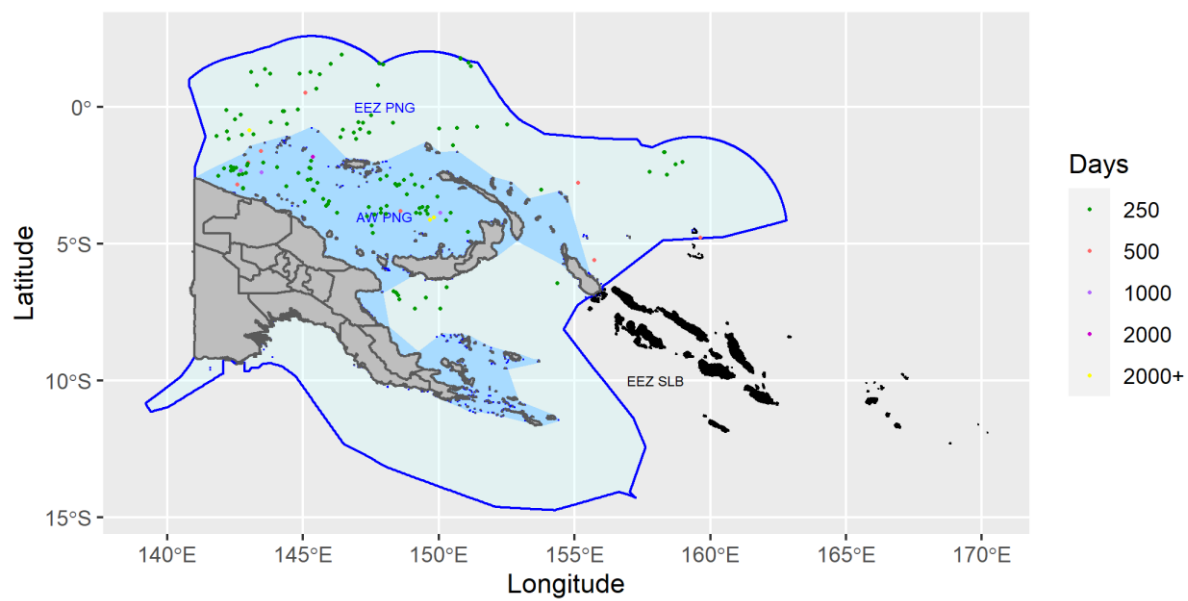 EEZ PNG
0°
AW PNG
5°S
EEZ SLB
10°S
15°S
140°E
145°E
150°E
155°E
160°E
165°E
170°E
Longitude
Latitude
Days
250
500
1000
2000
2000+